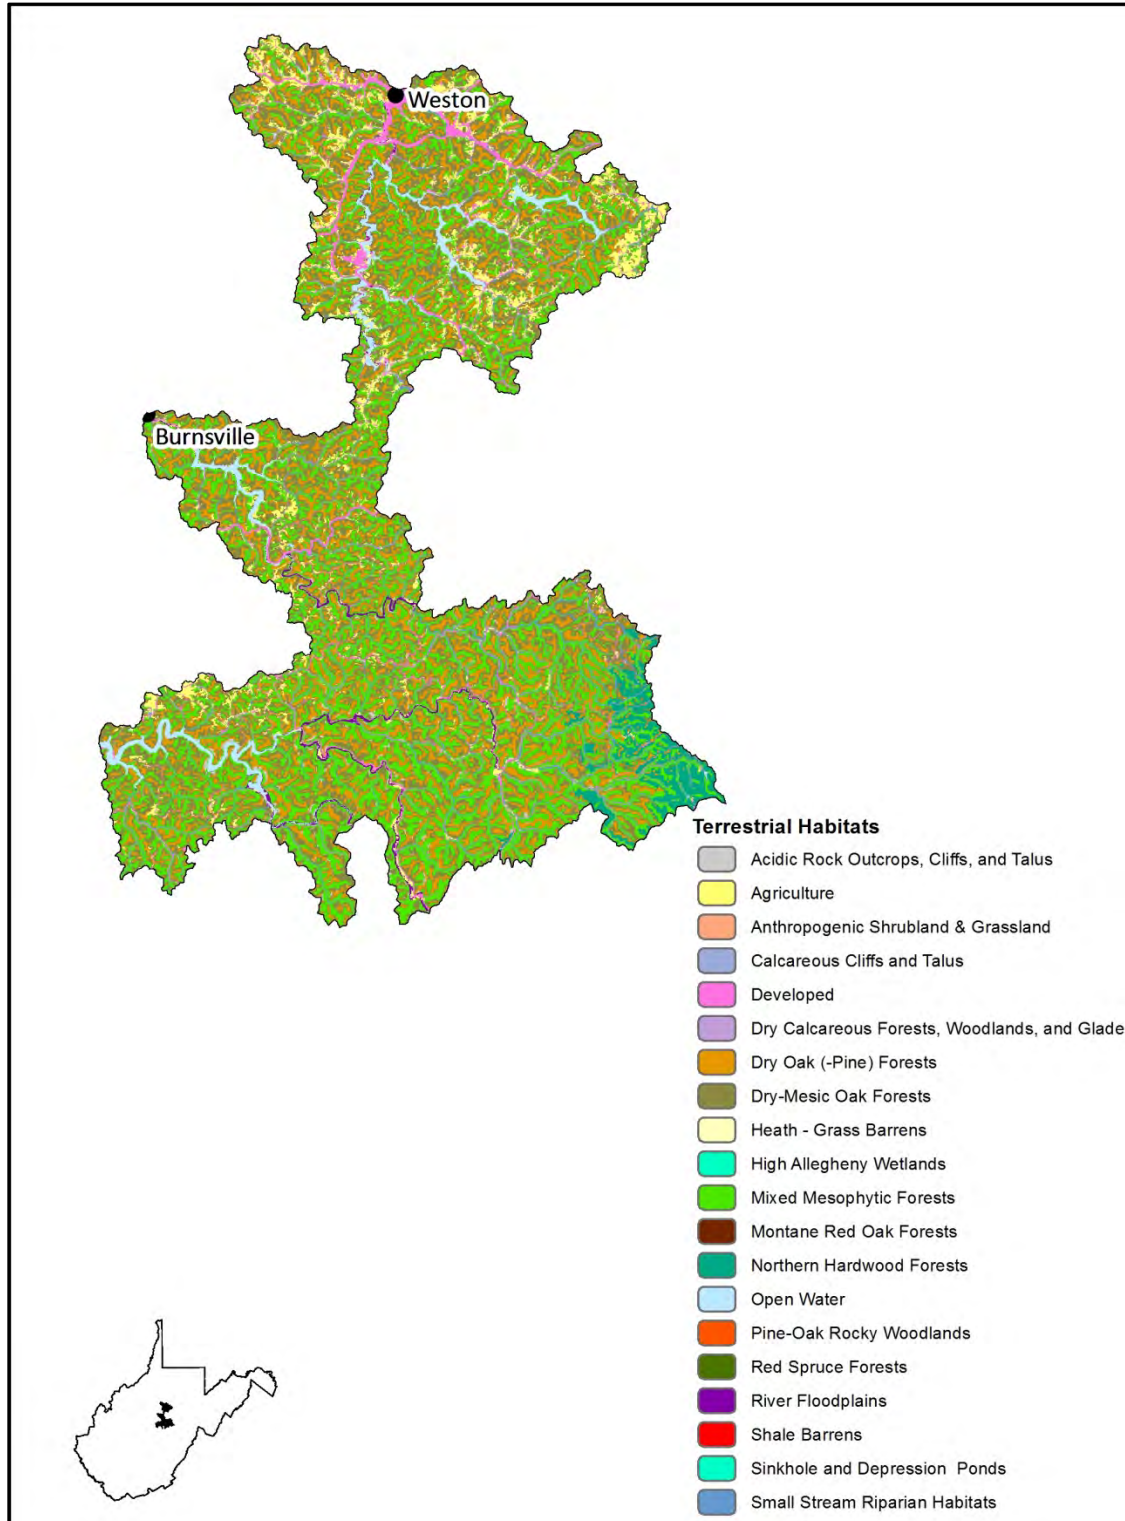 Weston
Burnsville
Terrestrial Habitats
Acidic Rock Outcrops, Cliffs, and Talus
Agriculture
Anthropogenic Shrubland & Grassland
Calcareous Cliffs and Talus
Developed
Dry Calcareous Forests, Woodlands, and Glade
Dry Oak (-Pine) Forests
Dry-Mesic Oak Forests
Heath - Grass Barrens
High Allegheny Wetlands
Mixed Mesophytic Forests
Montane Red Oak Forests
Northern Hardwood Forests
Open Water
Pine-Oak Rocky Woodlands
Red Spruce Forests
River Floodplains
Shale Barrens
Sinkhole and Depression Ponds
Small Stream Riparian Habitats